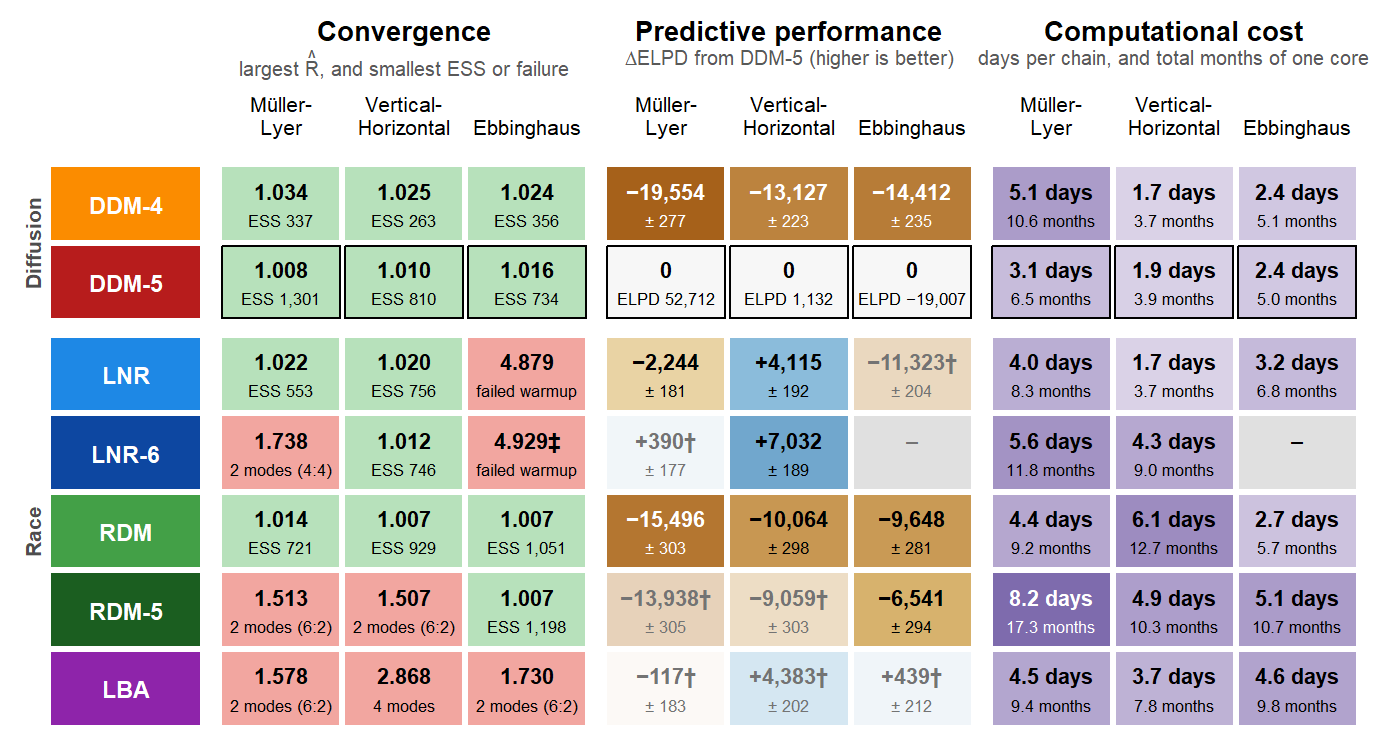 Convergence
largest R̂, and smallest ESS or failure
Predictive performance
ΔELPD from DDM-5 (higher is better)
Computational cost
days per chain, and total months of one core
Müller-
Lyer
Vertical-
Horizontal
Ebbinghaus
Müller-
Lyer
Vertical-
Horizontal
Ebbinghaus
Müller-
Lyer
Vertical-
Horizontal
Ebbinghaus
Diffusion
DDM-4
1.034
ESS 337
1.025
ESS 263
1.024
ESS 356
−19,554
± 277
−13,127
± 223
−14,412
± 235
5.1 days
10.6 months
1.7 days
3.7 months
2.4 days
5.1 months
DDM-5
1.008
ESS 1,301
1.010
ESS 810
1.016
ESS 734
0
ELPD 52,712
0
ELPD 1,132
0
ELPD −19,007
3.1 days
6.5 months
1.9 days
3.9 months
2.4 days
5.0 months
Race
LNR
1.022
ESS 553
1.020
ESS 756
4.879
failed warmup
−2,244
± 181
+4,115
± 192
−11,323†
± 204
4.0 days
8.3 months
1.7 days
3.7 months
3.2 days
6.8 months
LNR-6
1.738
2 modes (4:4)
1.012
ESS 746
4.929‡
failed warmup
+390†
± 177
+7,032
± 189
–
5.6 days
11.8 months
4.3 days
9.0 months
–
RDM
1.014
ESS 721
1.007
ESS 929
1.007
ESS 1,051
−15,496
± 303
−10,064
± 298
−9,648
± 281
4.4 days
9.2 months
6.1 days
12.7 months
2.7 days
5.7 months
RDM-5
1.513
2 modes (6:2)
1.507
2 modes (6:2)
1.007
ESS 1,198
−13,938†
± 305
−9,059†
± 303
−6,541
± 294
8.2 days
17.3 months
4.9 days
10.3 months
5.1 days
10.7 months
LBA
1.578
2 modes (6:2)
2.868
4 modes
1.730
2 modes (6:2)
−117†
± 183
+4,383†
± 202
+439†
± 212
4.5 days
9.4 months
3.7 days
7.8 months
4.6 days
9.8 months